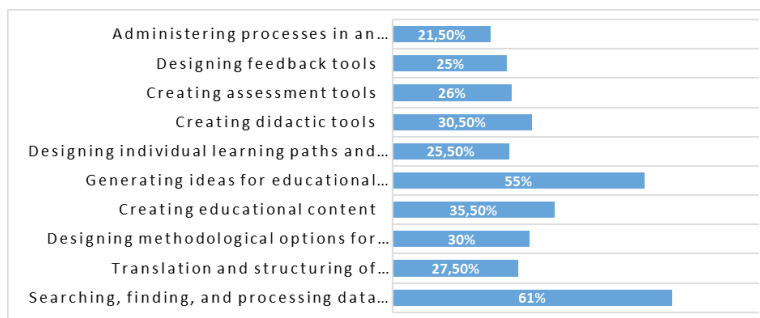 Administering processes in an… 21,50%
Designing feedback tools 25%
Creating assessment tools 26%
Creating didactic tools 30,50%
Designing individual learning paths and… 25,50%
Generating ideas for educational… 55%
Creating educational content 35,50%
Designing methodological options for… 30%
Translation and structuring of… 27,50%
Searching, finding, and processing data… 61%